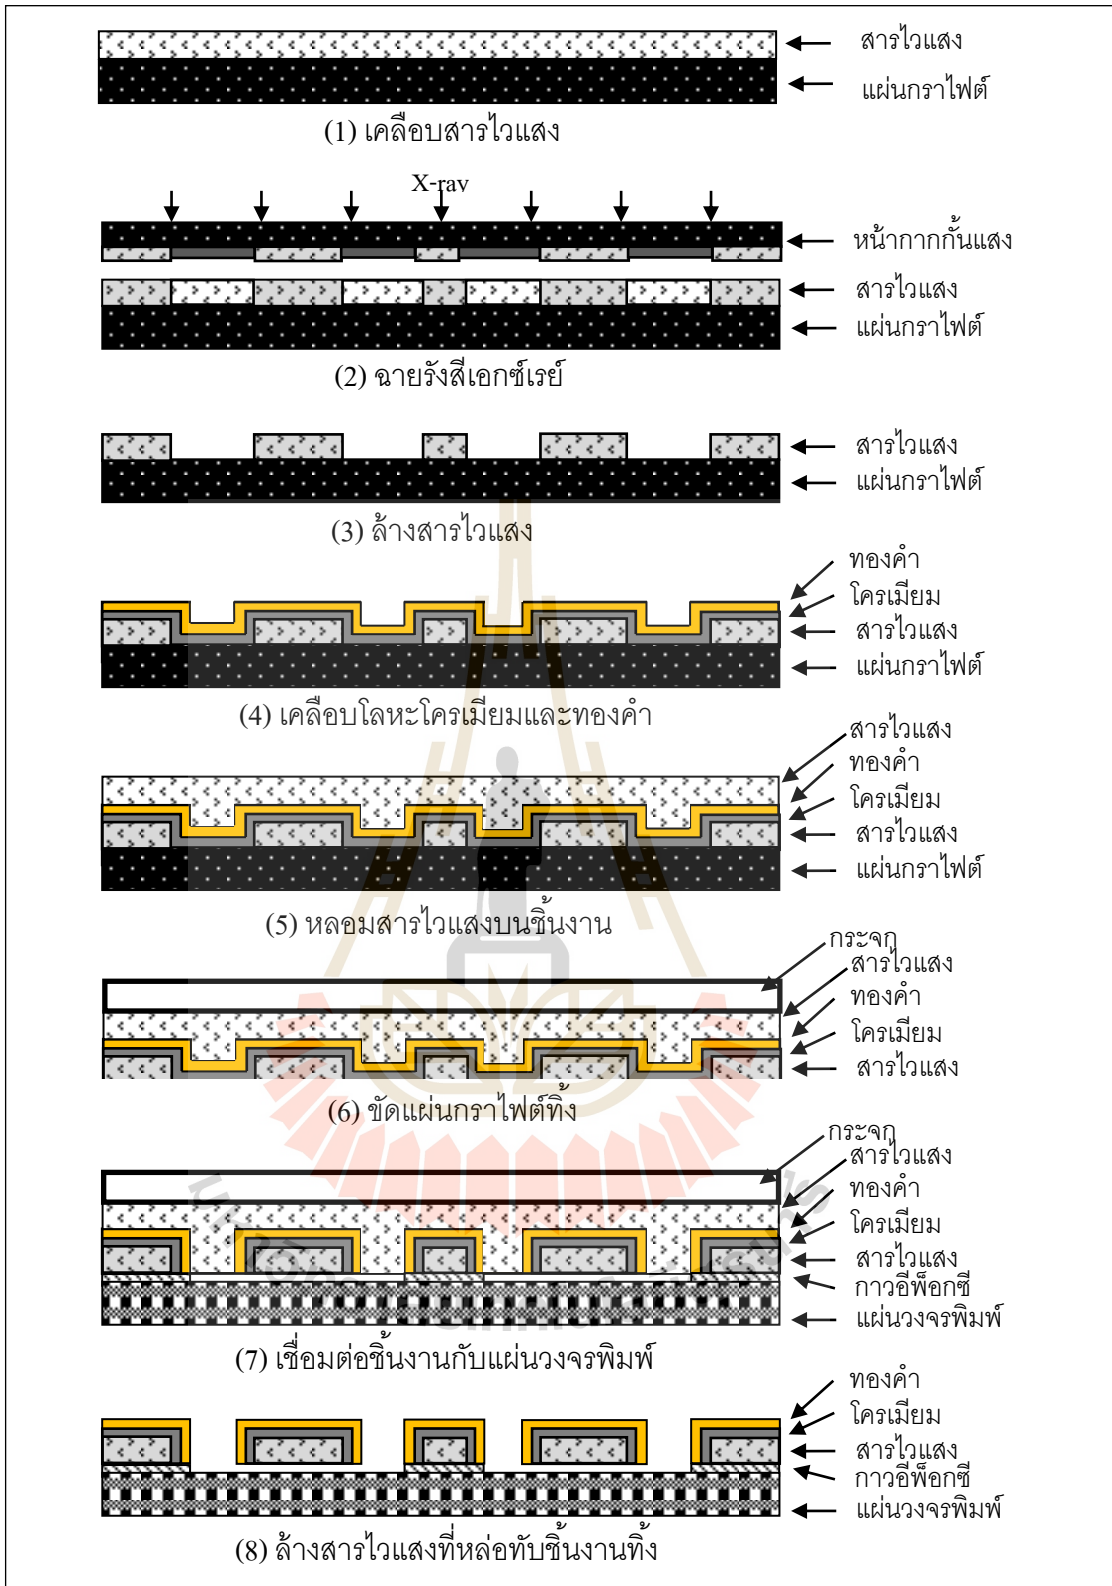 สารไวแสง
แผ่นกราไฟต์
(1) เคลือบสารไวแสง
X-rav
หน้ากากกั้นแสง
สารไวแสง
แผ่นกราไฟต์
(2) ฉายรังสีเอกซ์เรย์
สารไวแสง
แผ่นกราไฟต์
(3) ล้างสารไวแสง
ทองคำ
โครเมียม
สารไวแสง
แผ่นกราไฟต์
(4) เคลือบโลหะโครเมียมและทองคำ
สารไวแสง
ทองคำ
โครเมียม
สารไวแสง
แผ่นกราไฟต์
(5) หลอมสารไวแสงบนชิ้นงาน
กระจก
สารไวแสง
ทองคำ
โครเมียม
สารไวแสง
(6) ขัดแผ่นกราไฟต์ทิ้ง
กระจก
สารไวแสง
ทองคำ
โครเมียม
สารไวแสง
กาวอีพ็อกซี
แผ่นวงจรพิมพ์
(7) เชื่อมต่อชิ้นงานกับแผ่นวงจรพิมพ์
ทองคำ
โครเมียม
สารไวแสง
กาวอีพ็อกซี
แผ่นวงจรพิมพ์
(8) ล้างสารไวแสงที่หล่อทับชิ้นงานทิ้ง